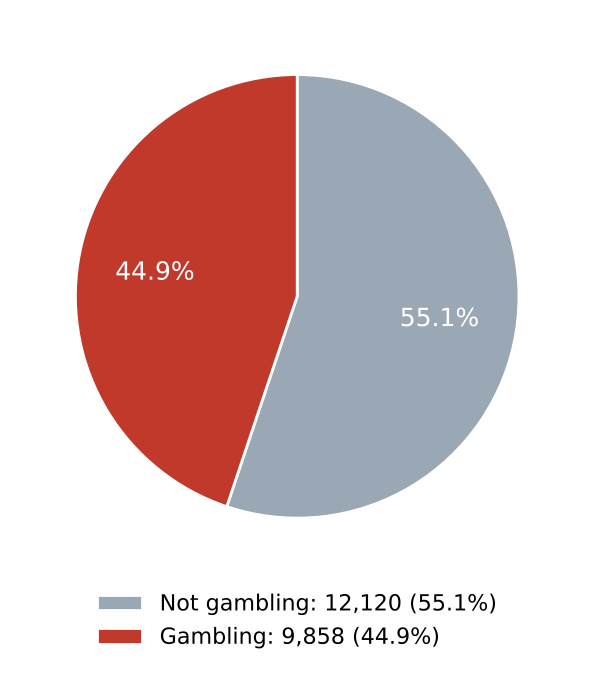 44.9%
55.1%
Not gambling: 12,120 (55.1%)
Gambling: 9,858 (44.9%)